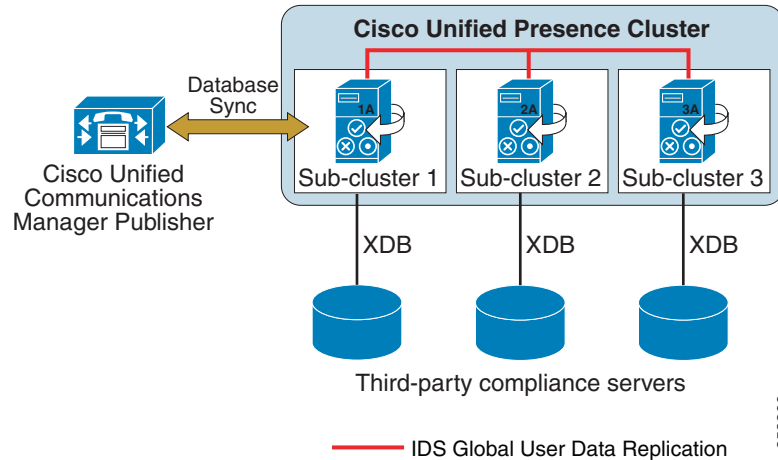 Cisco Unified Presence Cluster
Database
Sync
1A
2A
3A
Cisco Unified
Communications
Manager Publisher
Sub-cluster 1
Sub-cluster 2
Sub-cluster 3
XDB
XDB
XDB
Third-party compliance servers
IDS Global User Data Replication